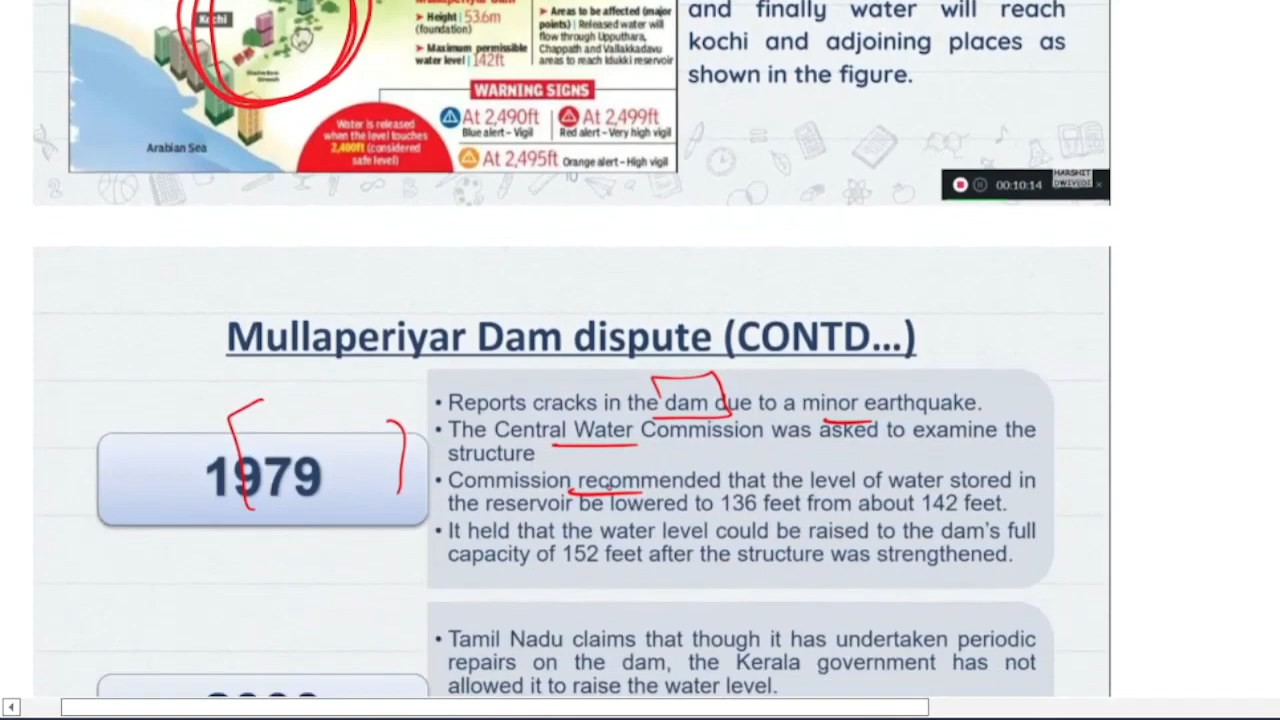 Mullaperiyar Dam
➤ Height | 53.6m
(foundation)
➤ Maximum permissible
water level | 142ft
➤ Areas to be affected (major
points) | Released water will
flow through Upputhara,
Chappath and Vallakkadavu
areas to reach Idukki reservoir
and finally water will reach
kochi and adjoining places as
shown in the figure.
Kochi
Arabian Sea
WARNING SIGNS
At 2,490ft
Blue alert – Vigil
At 2,499ft
Red alert – Very high vigil
At 2,495ft Orange alert – High vigil
Water is released
when the level touches
2,400ft (considered
safe level)
10
00:10:14
HARSHIT
DWIVEDI
Mullaperiyar Dam dispute (CONTD...)
1979
• Reports cracks in the dam due to a minor earthquake.
• The Central Water Commission was asked to examine the
structure
• Commission recommended that the level of water stored in
the reservoir be lowered to 136 feet from about 142 feet.
• It held that the water level could be raised to the dam's full
capacity of 152 feet after the structure was strengthened.
• Tamil Nadu claims that though it has undertaken periodic
repairs on the dam, the Kerala government has not
allowed it to raise the water level.